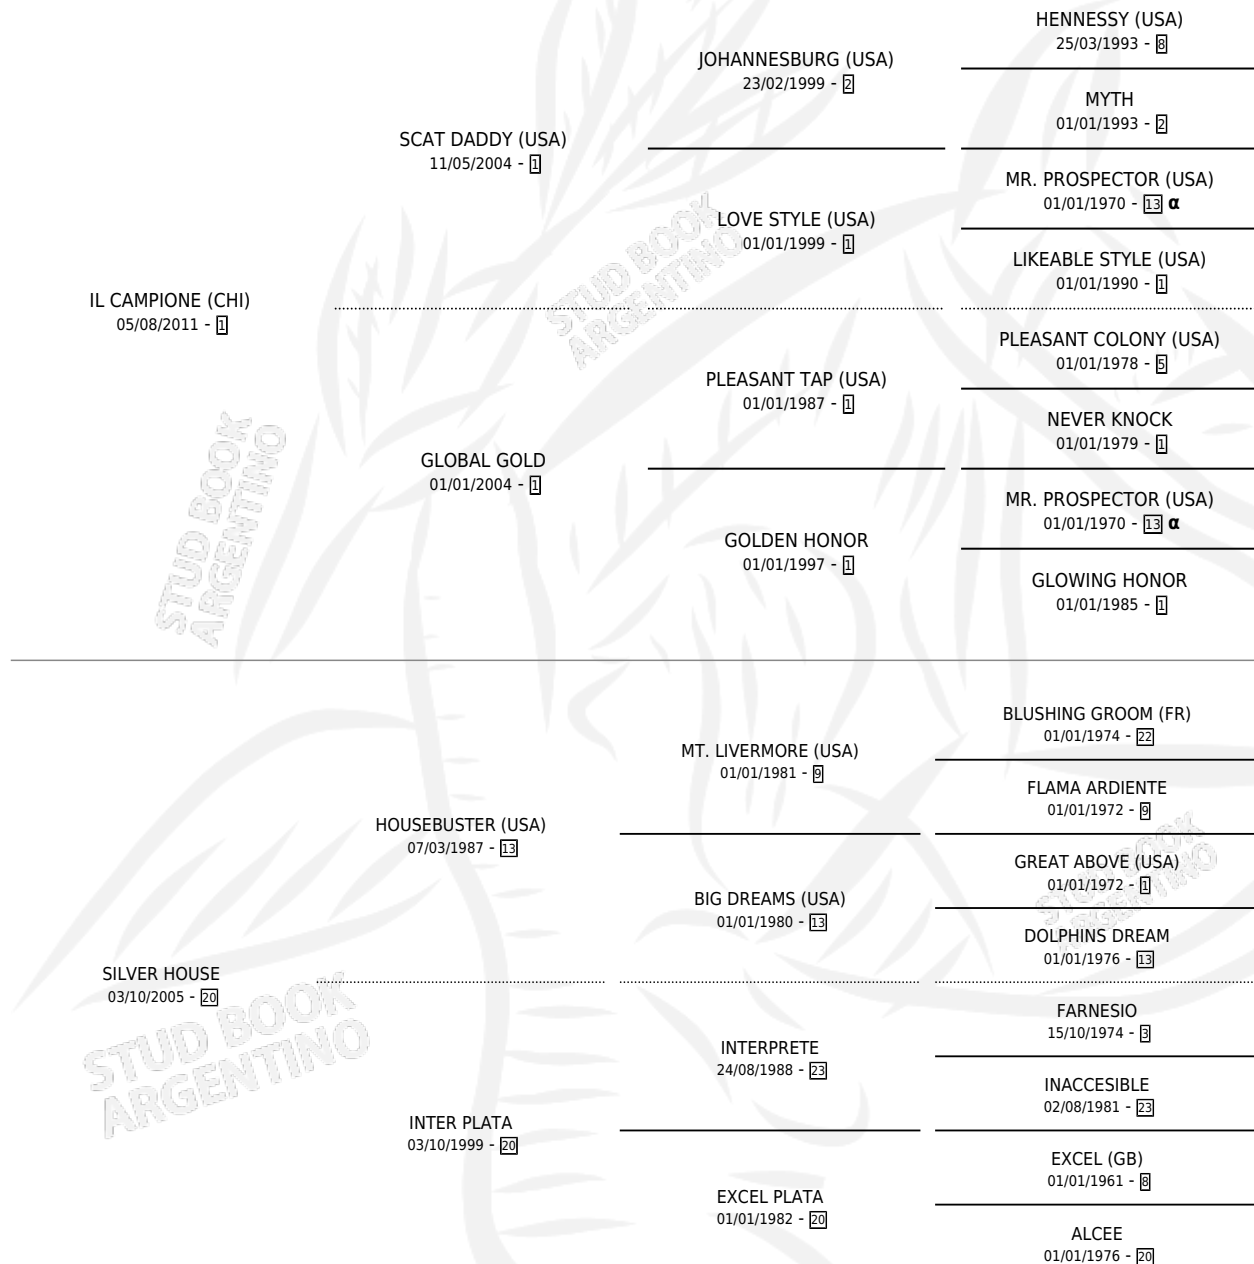 HENNESSY (USA)
25/03/1993 - 8
JOHANNESBURG (USA)
23/02/1999 - 2
MYTH
01/01/1993 - 2
SCAT DADDY (USA)
11/05/2004 - 1
MR. PROSPECTOR (USA)
01/01/1970 - 13 α
LOVE STYLE (USA)
01/01/1999 - 1
LIKEABLE STYLE (USA)
01/01/1990 - 1
IL CAMPIONE (CHI)
05/08/2011 - 1
PLEASANT COLONY (USA)
01/01/1978 - 5
PLEASANT TAP (USA)
01/01/1987 - 1
NEVER KNOCK
01/01/1979 - 1
GLOBAL GOLD
01/01/2004 - 1
MR. PROSPECTOR (USA)
01/01/1970 - 13 α
GOLDEN HONOR
01/01/1997 - 1
GLOWING HONOR
01/01/1985 - 1
BLUSHING GROOM (FR)
01/01/1974 - 22
MT. LIVERMORE (USA)
01/01/1981 - 9
FLAMA ARDIENTE
01/01/1972 - 9
HOUSEBUSTER (USA)
07/03/1987 - 13
GREAT ABOVE (USA)
01/01/1972 - 1
BIG DREAMS (USA)
01/01/1980 - 13
DOLPHINS DREAM
01/01/1976 - 13
SILVER HOUSE
03/10/2005 - 20
FARNESIO
15/10/1974 - 3
INTERPRETE
24/08/1988 - 23
INACCESIBLE
02/08/1981 - 23
INTER PLATA
03/10/1999 - 20
EXCEL (GB)
01/01/1961 - 8
EXCEL PLATA
01/01/1982 - 20
ALCEE
01/01/1976 - 20
STUD BOOK
ARGENTINO
STUD BOOK
ARGENTINO
STUD BOOK
ARGENTINO
STUD BOOK
ARGENTINO